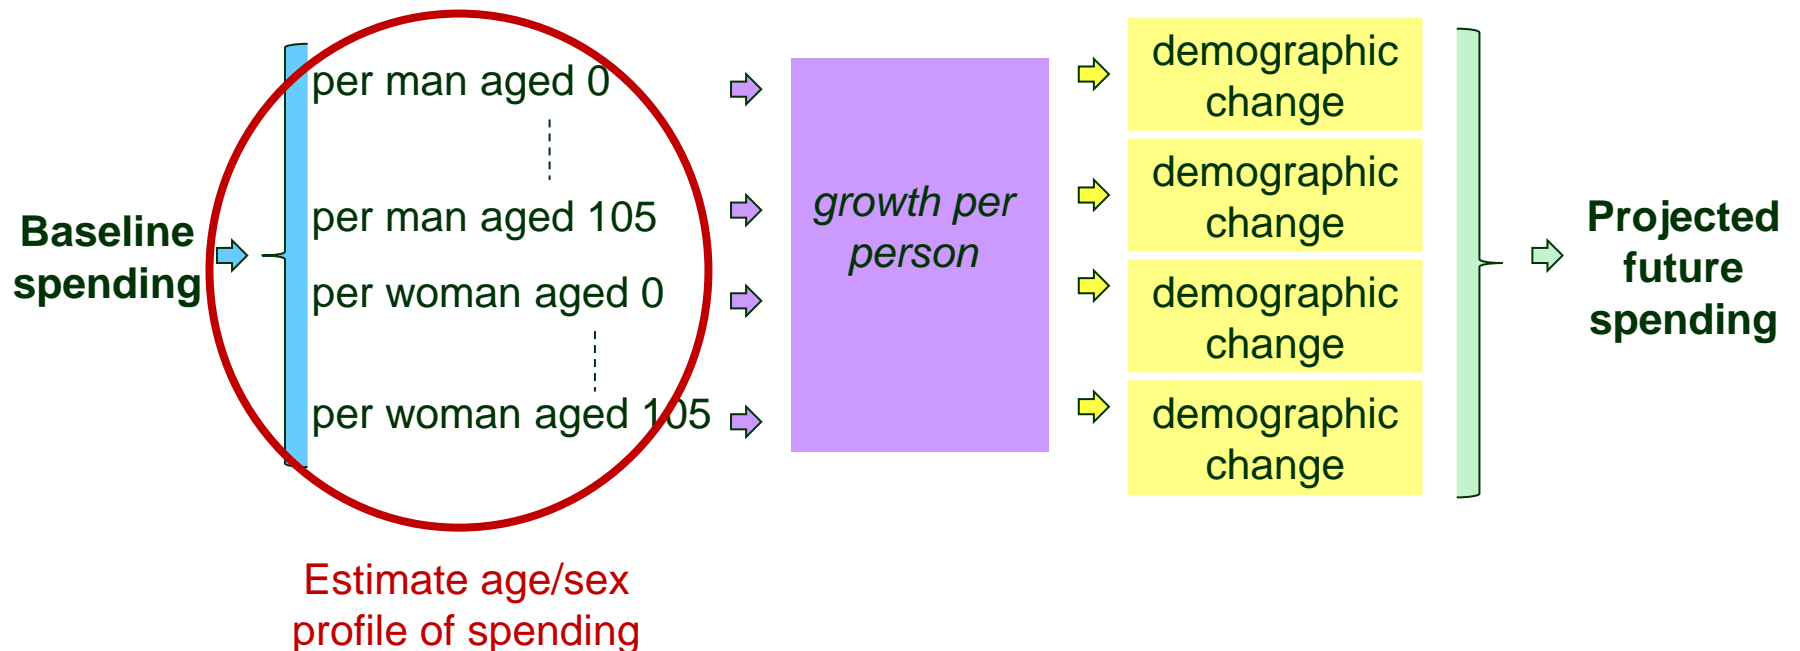 Baseline
spending
per man aged 0
per man aged 105
per woman aged 0
per woman aged 105
growth per
person
demographic
change
demographic
change
demographic
change
demographic
change
Projected
future
spending
Estimate age/sex
profile of spending